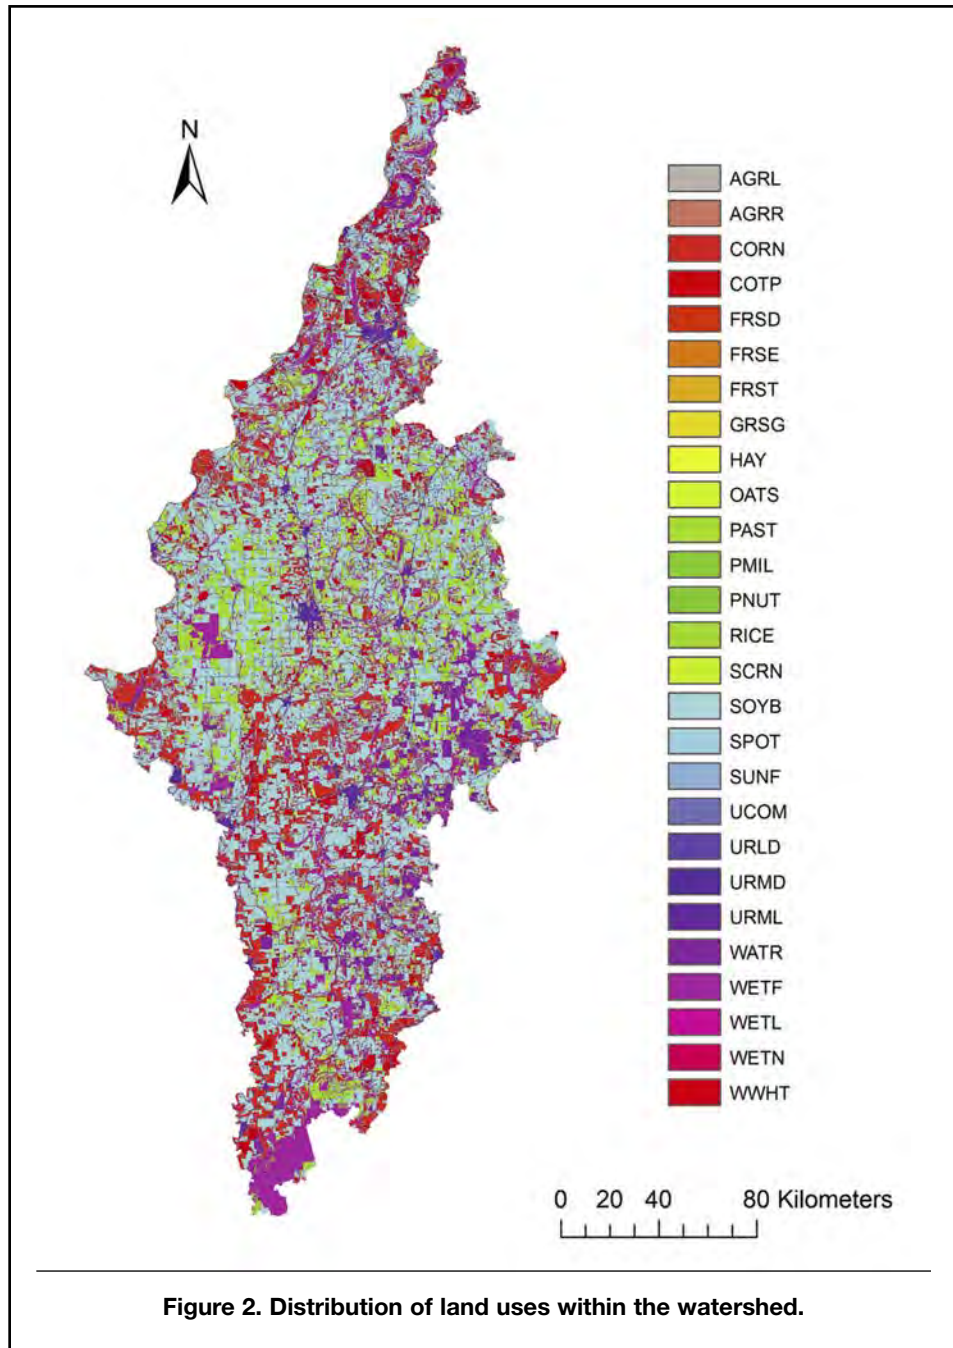 N
AGRL
AGRR
CORN
COTP
FRSD
FRSE
FRST
GRSG
HAY
OATS
PAST
PMIL
PNUT
RICE
SCRN
SOYB
SPOT
SUNF
UCOM
URLD
URMD
URML
WATR
WETF
WETL
WETN
WWHT
0 20 40 80 Kilometers
Figure 2. Distribution of land uses within the watershed.